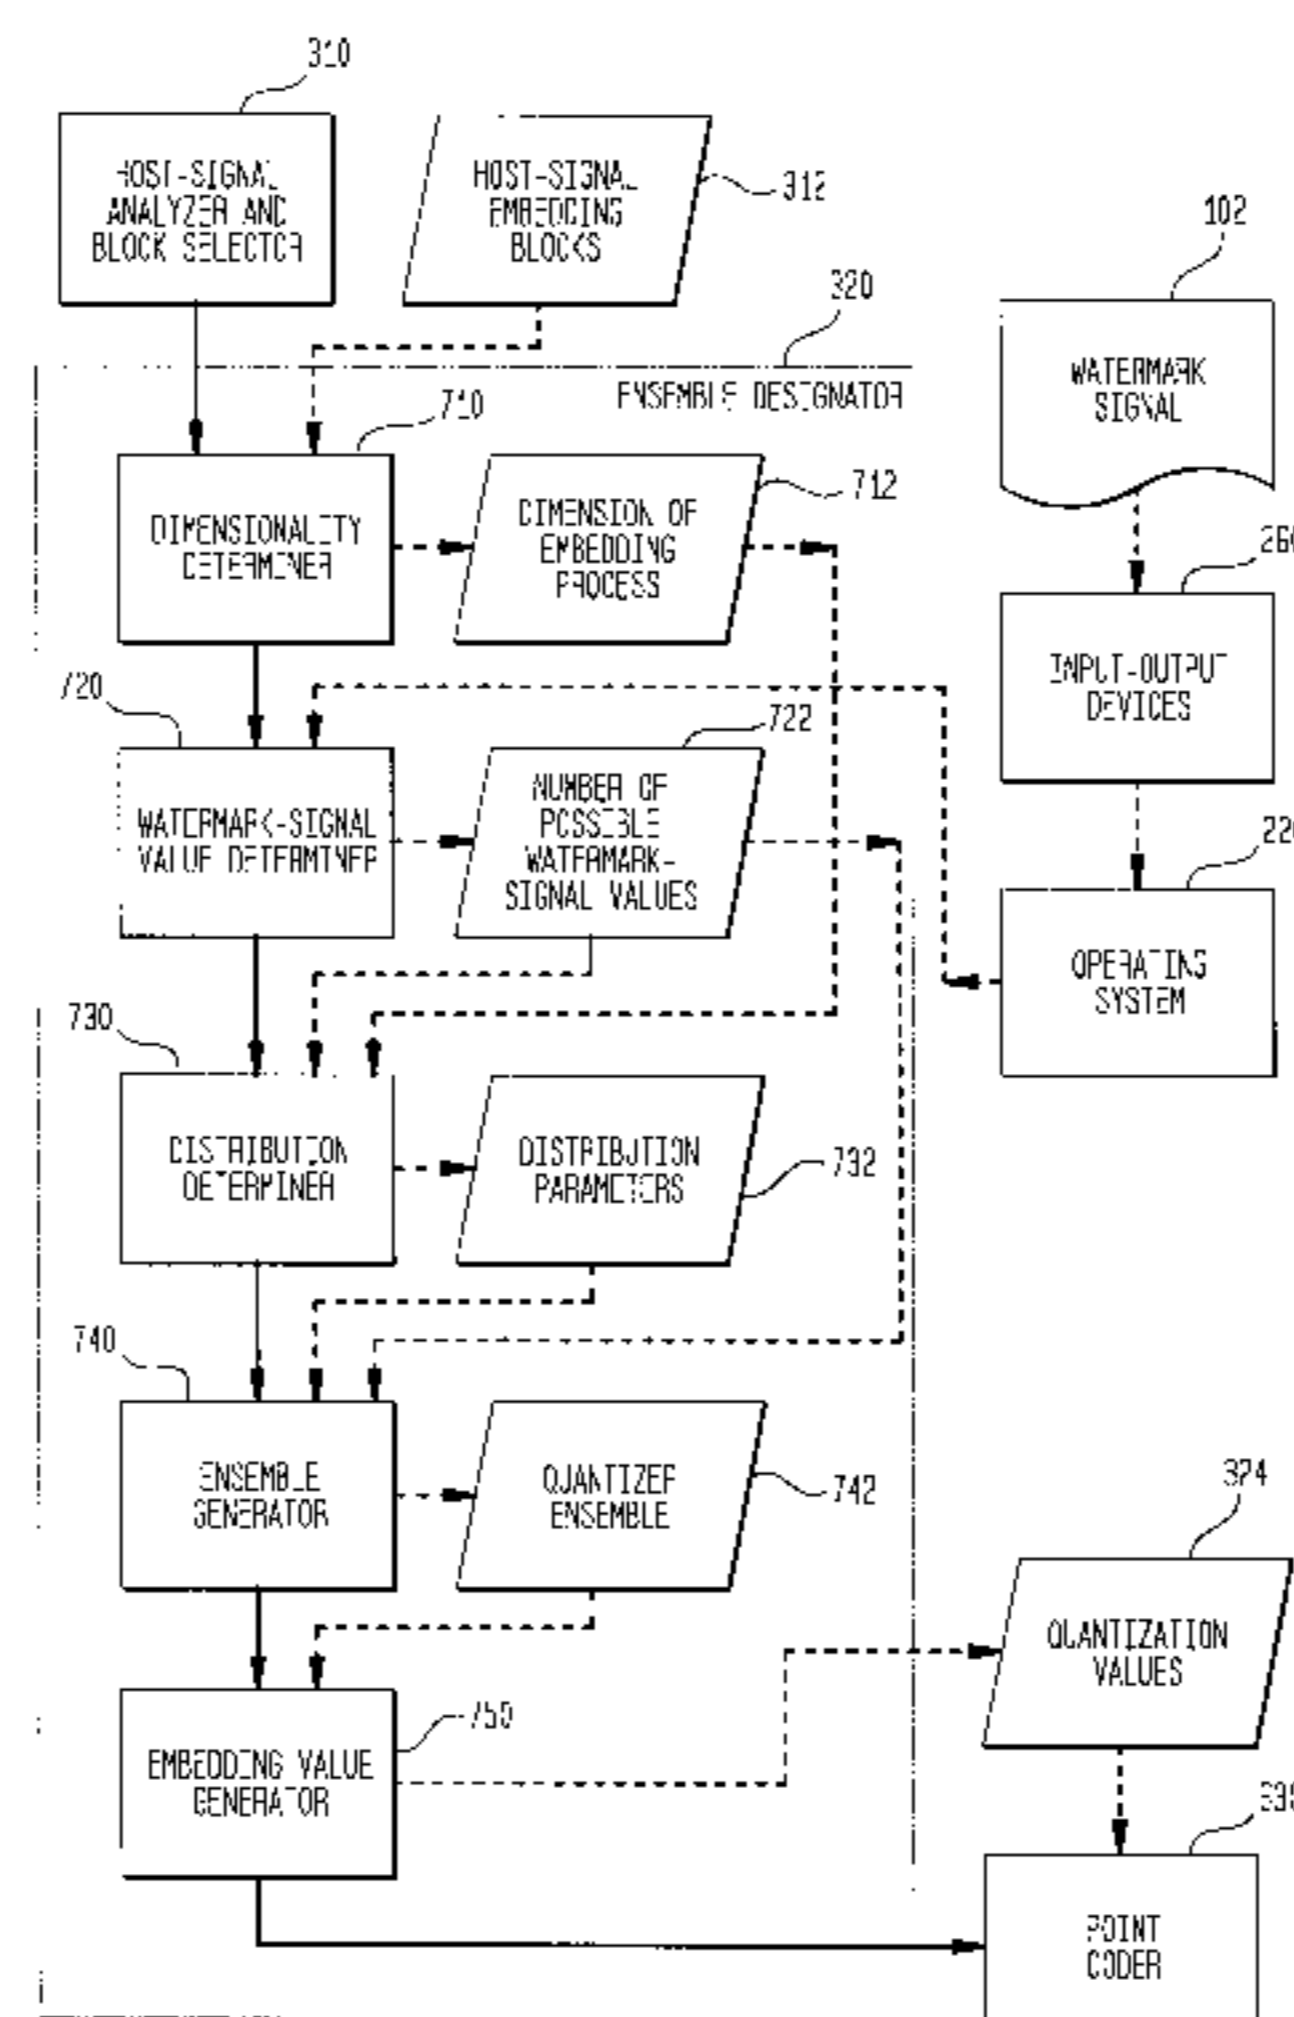 310
HOST-SIGNAL
ANALYZER AND
BLOCK SELECTOR
HOST-SIGNAL
EMBEDDING
BLOCKS
312
102
WATERMARK
SIGNAL
320
ENSEMBLE DESIGNATOR
710
DIMENSIONALITY
DETERMINER
DIMENSION OF
EMBEDDING
PROCESS
712
INPUT-OUTPUT
DEVICES
720
WATERMARK-SIGNAL
VALUE DETERMINER
722
NUMBER OF
POSSIBLE
WATERMARK-
SIGNAL VALUES
OPERATING
SYSTEM
730
DISTRIBUTION
DETERMINER
DISTRIBUTION
PARAMETERS
732
740
ENSEMBLE
GENERATOR
QUANTIZER
ENSEMBLE
742
324
QUANTIZATION
VALUES
750
EMBEDDING VALUE
GENERATOR
POINT
CODER